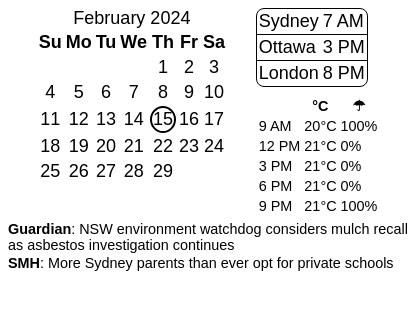 February 2024
Su Mo Tu We Th Fr Sa
1 2 3
4 5 6 7 8 9 10
11 12 13 14 15 16 17
18 19 20 21 22 23 24
25 26 27 28 29
Sydney 7 AM
Ottawa 3 PM
London 8 PM
°C ☂
9 AM 20°C 100%
12 PM 21°C 0%
3 PM 21°C 0%
6 PM 21°C 0%
9 PM 21°C 100%
Guardian: NSW environment watchdog considers mulch recall
as asbestos investigation continues
SMH: More Sydney parents than ever opt for private schools